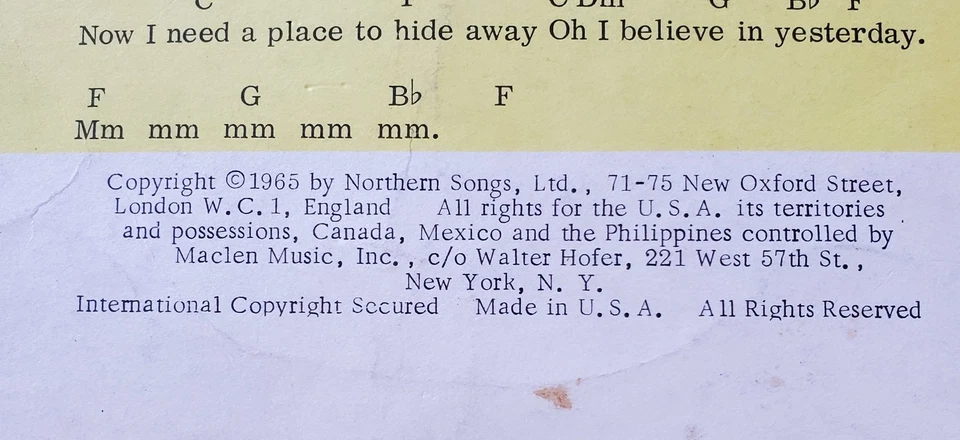 C F C Dm G B♭ F
Now I need a place to hide away Oh I believe in yesterday.
F G B♭ F
Mm mm mm mm mm.
Copyright ©1965 by Northern Songs, Ltd., 71-75 New Oxford Street,
London W.C.1, England All rights for the U.S.A. its territories
and possessions, Canada, Mexico and the Philippines controlled by
Maclen Music, Inc., c/o Walter Hofer, 221 West 57th St.,
New York, N. Y.
International Copyright Secured Made in U.S.A. All Rights Reserved